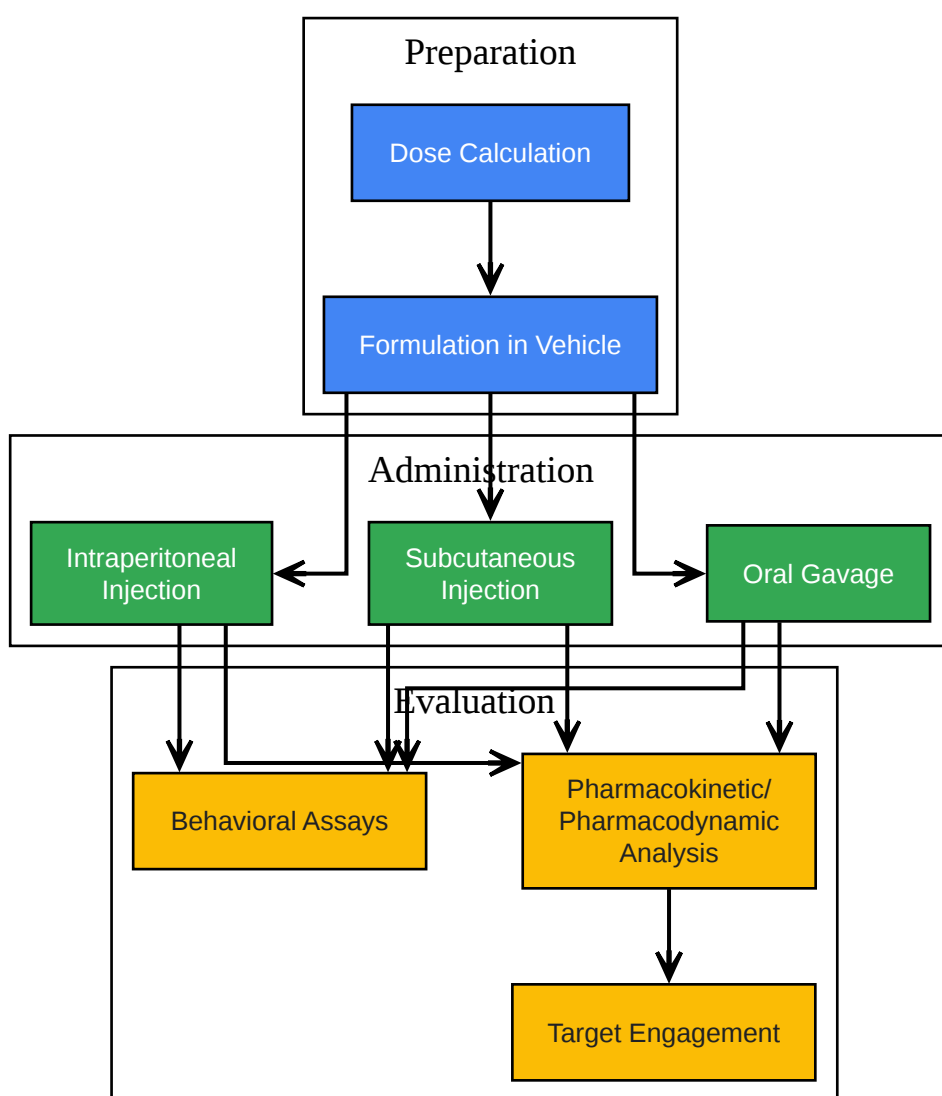 Preparation
Dose Calculation
Formulation in Vehicle
Administration
Intraperitoneal
Injection
Subcutaneous
Injection
Oral Gavage
Evaluation
Behavioral Assays
Pharmacokinetic/
Pharmacodynamic
Analysis
Target Engagement